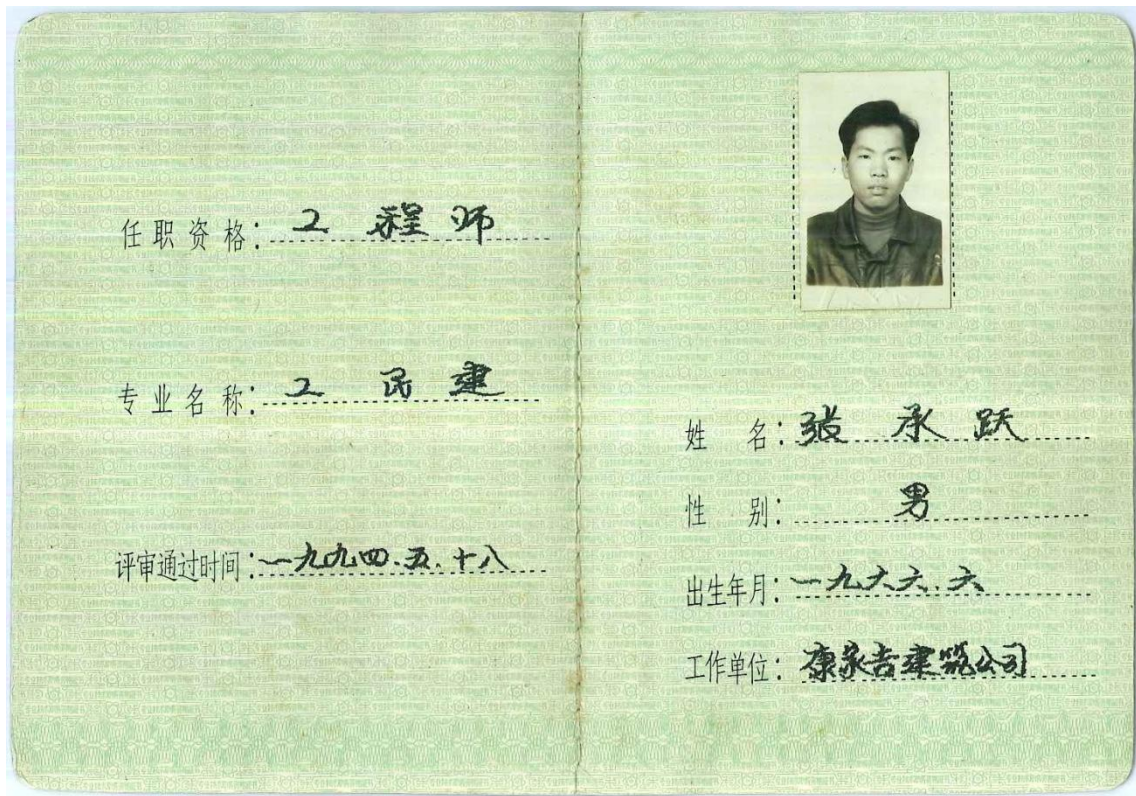 任职资格：工程师
专业名称：工民建
评审通过时间：一九九四.五.十八
姓 名：张承跃
性 别：男
出生年月：一九六六.六
工作单位：康家吉建筑公司